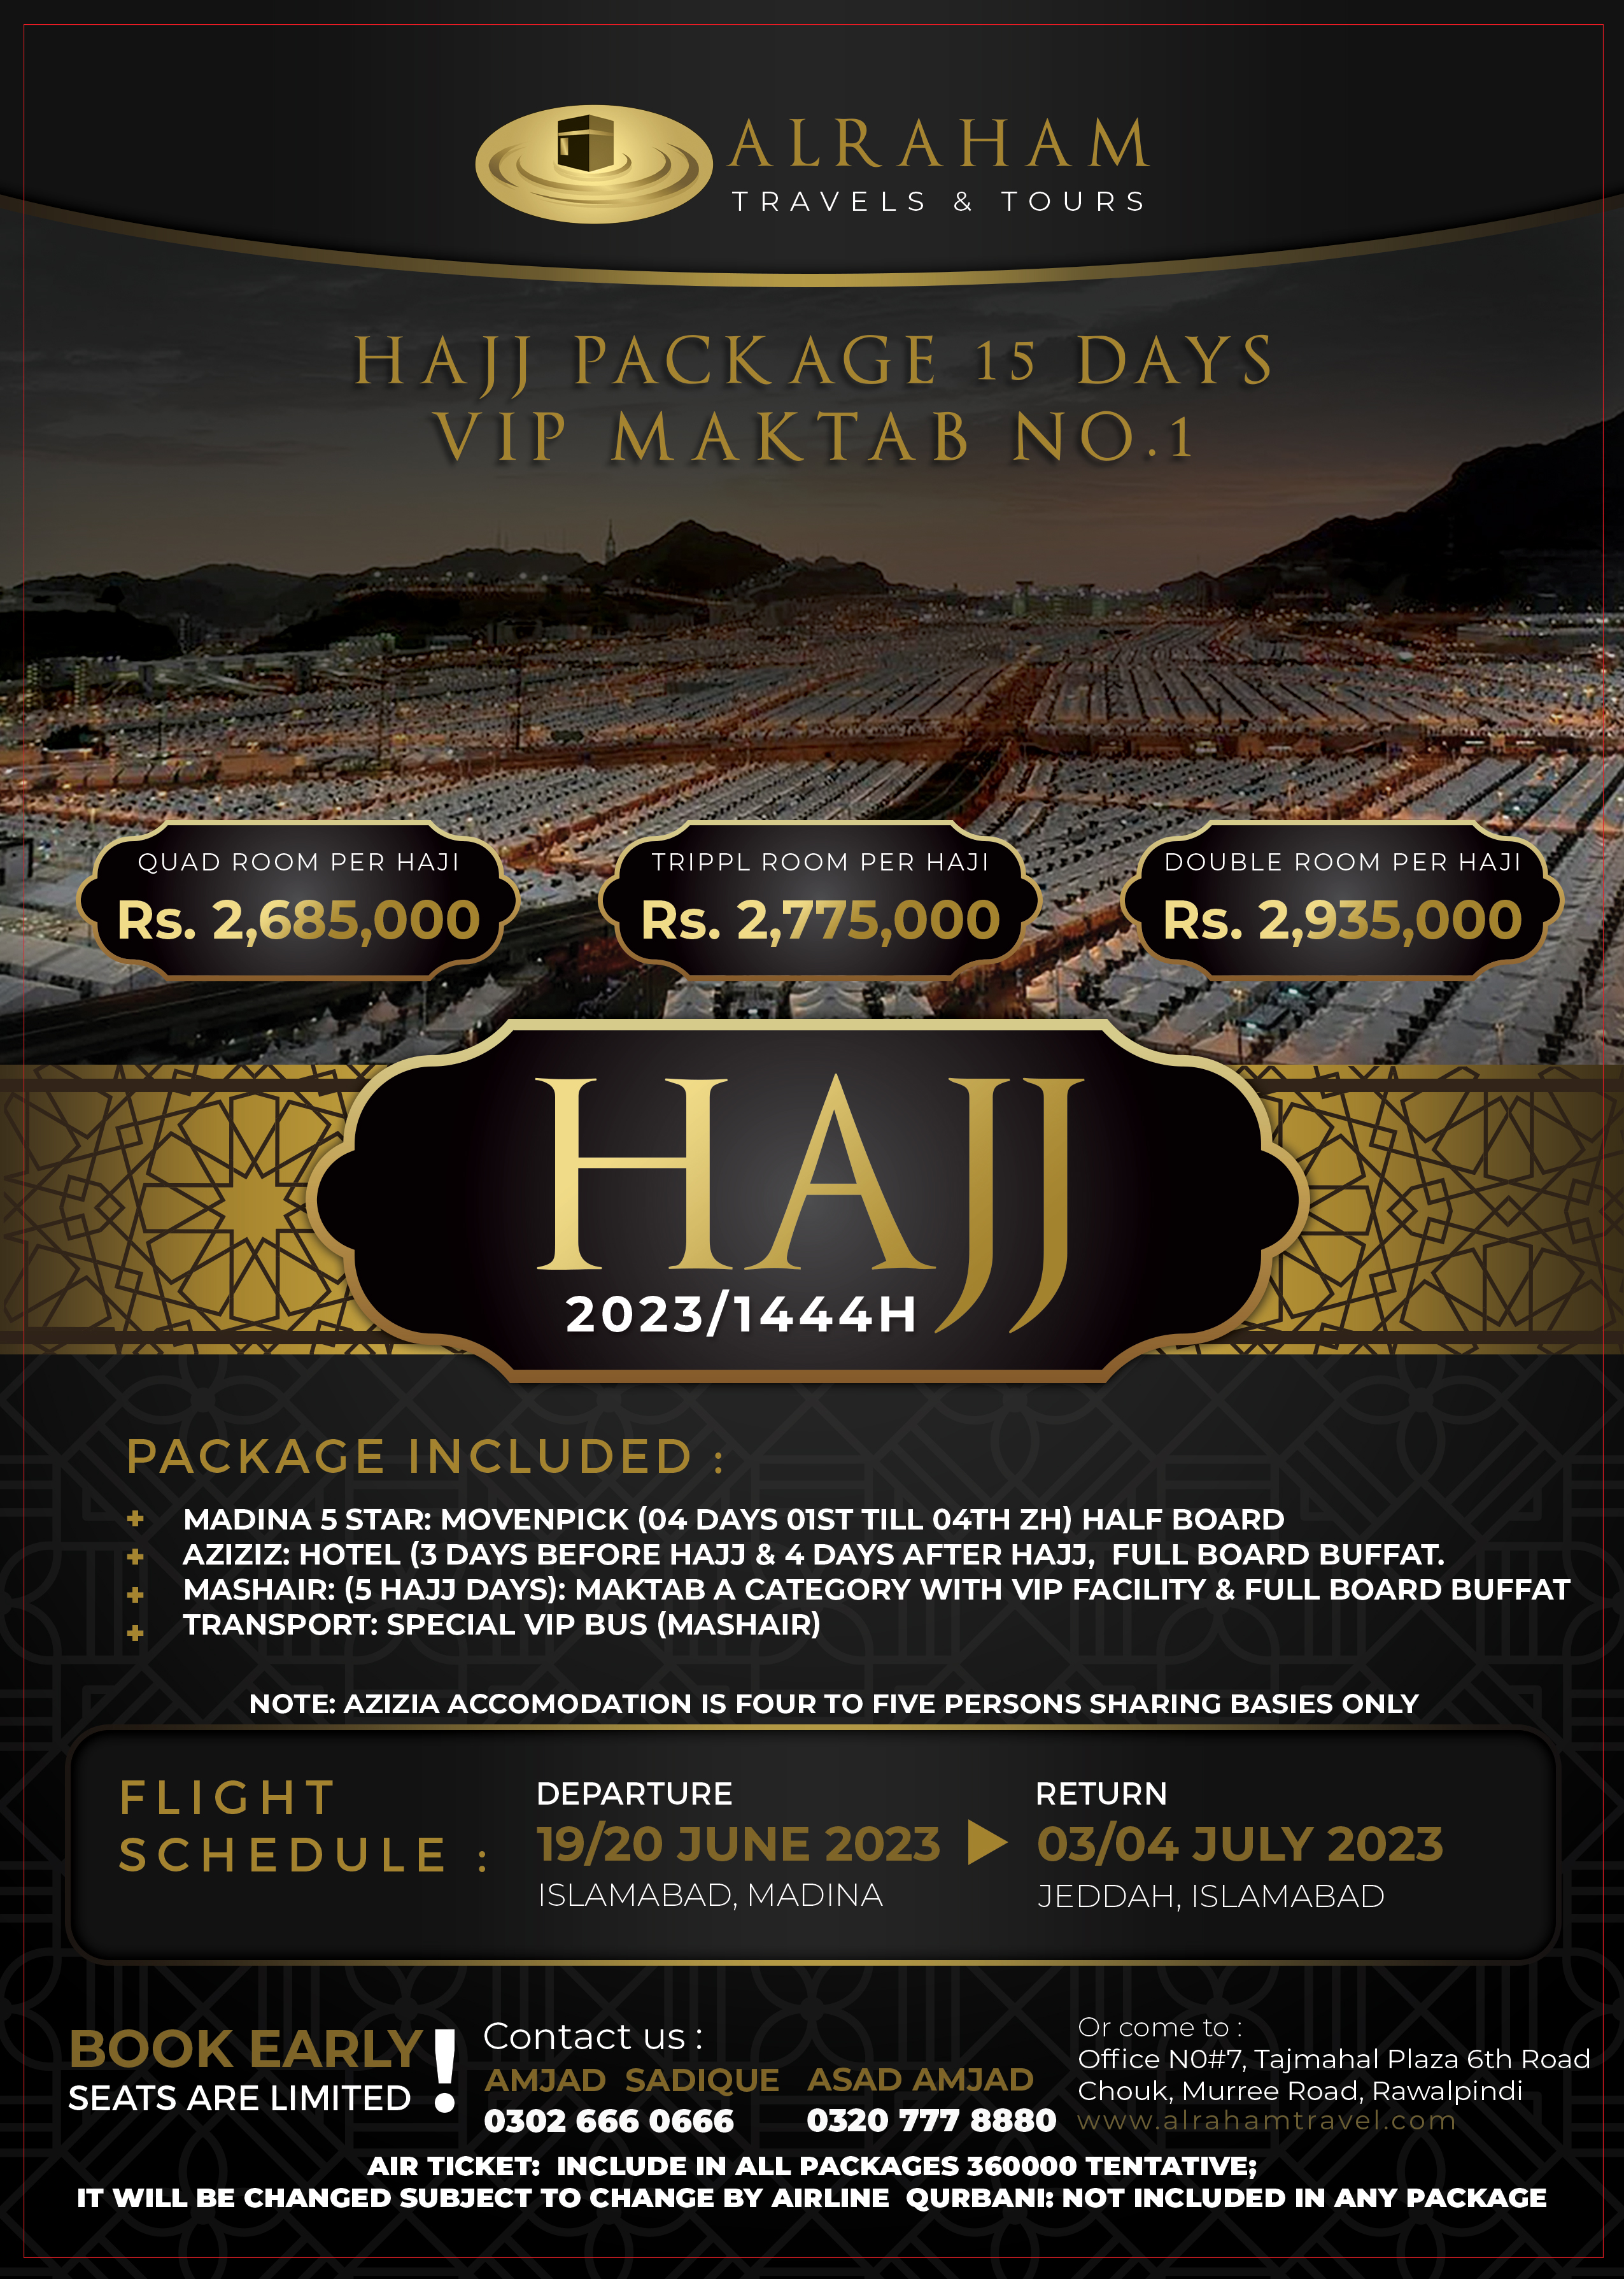 ALRAHAM
TRAVELS & TOURS
HAJJ PACKAGE 15 DAYS
VIP MAKTAB NO.1
QUAD ROOM PER HAJI
Rs. 2,685,000
TRIPPL ROOM PER HAJI
Rs. 2,775,000
DOUBLE ROOM PER HAJI
Rs. 2,935,000
HAJJ
2023/1444H
PACKAGE INCLUDED :
MADINA 5 STAR: MOVENPICK (04 DAYS 01ST TILL 04TH ZH) HALF BOARD
AZIZIZ: HOTEL (3 DAYS BEFORE HAJJ & 4 DAYS AFTER HAJJ, FULL BOARD BUFFAT.
MASHAIR: (5 HAJJ DAYS): MAKTAB A CATEGORY WITH VIP FACILITY & FULL BOARD BUFFAT
TRANSPORT: SPECIAL VIP BUS (MASHAIR)
NOTE: AZIZIA ACCOMODATION IS FOUR TO FIVE PERSONS SHARING BASIES ONLY
FLIGHT
SCHEDULE :
DEPARTURE
19/20 JUNE 2023
ISLAMABAD, MADINA
RETURN
03/04 JULY 2023
JEDDAH, ISLAMABAD
BOOK EARLY
SEATS ARE LIMITED !
Contact us :
AMJAD SADIQUE
0302 666 0666
ASAD AMJAD
0320 777 8880
Or come to :
Office N0#7, Tajmahal Plaza 6th Road
Chouk, Murree Road, Rawalpindi
www.alrahamtravel.com
AIR TICKET: INCLUDE IN ALL PACKAGES 360000 TENTATIVE;
IT WILL BE CHANGED SUBJECT TO CHANGE BY AIRLINE QURBANI: NOT INCLUDED IN ANY PACKAGE